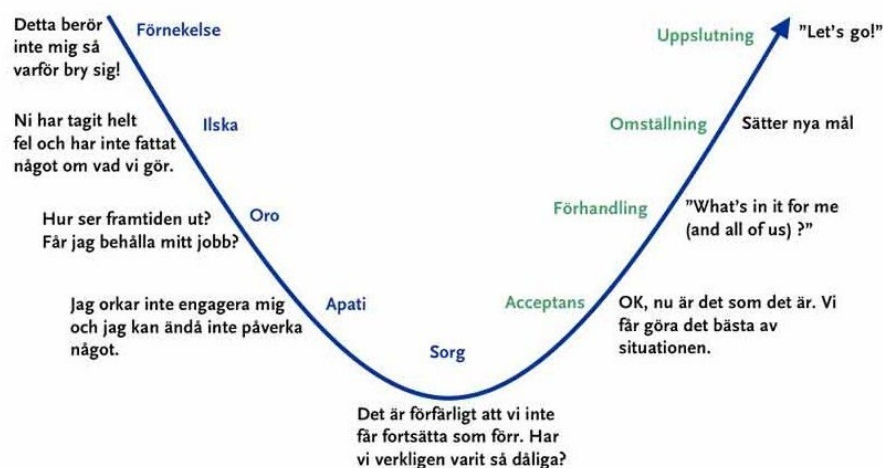 Detta berör
inte mig så
varför bry sig!
Förnekelse
Ni har tagit helt
fel och har inte fattat
något om vad vi gör.
Ilska
Hur ser framtiden ut?
Får jag behålla mitt jobb?
Oro
Jag orkar inte engagera mig
och jag kan ändå inte påverka
något.
Apati
Sorg
Det är förfärligt att vi inte
får fortsätta som förr. Har
vi verkligen varit så dåliga?
Acceptans
OK, nu är det som det är. Vi
får göra det bästa av
situationen.
Förhandling
”What's in it for me
(and all of us) ?”
Omställning
Sätter nya mål
Uppslutning
”Let's go!”